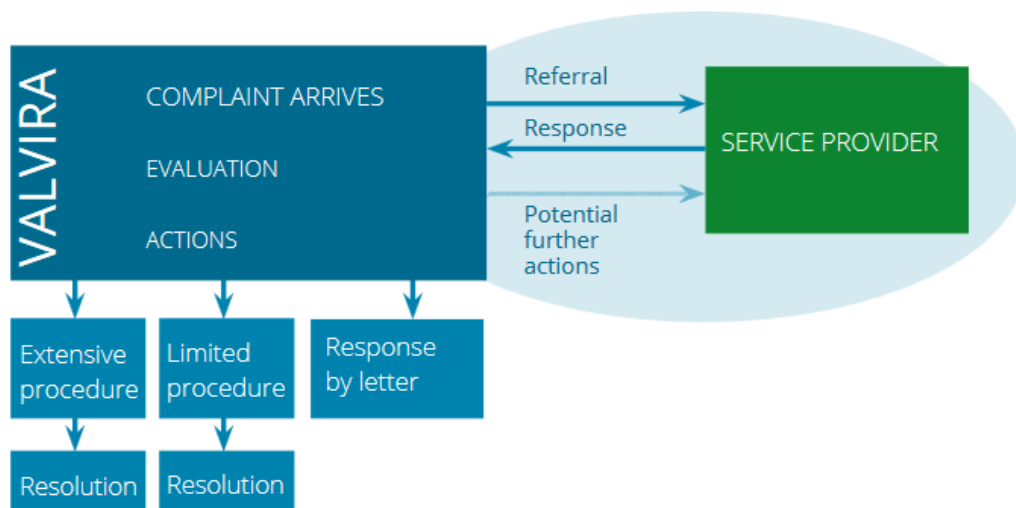 VALVIRA
COMPLAINT ARRIVES
EVALUATION
ACTIONS
Referral
Response
Potential
further
actions
SERVICE PROVIDER
Extensive
procedure
Limited
procedure
Response
by letter
Resolution
Resolution